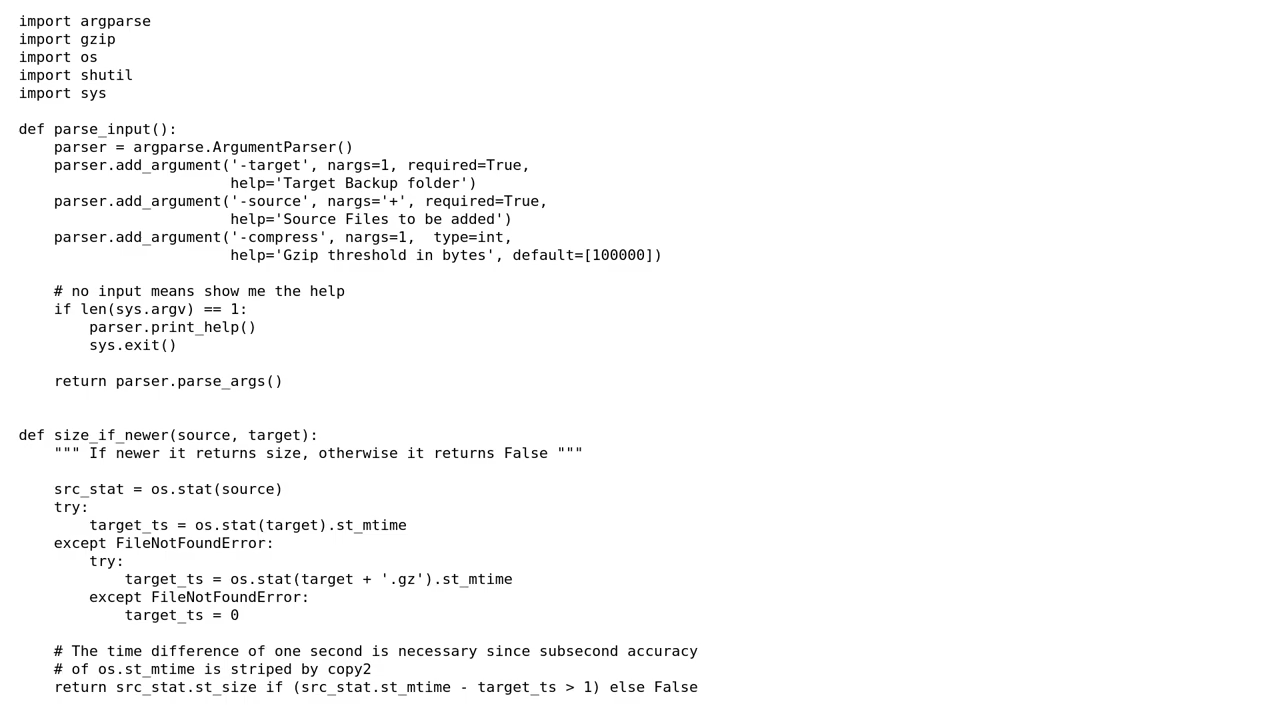 import argparse
import gzip
import os
import shutil
import sys

def parse_input():
    parser = argparse.ArgumentParser()
    parser.add_argument('-target', nargs=1, required=True,
                        help='Target Backup folder')
    parser.add_argument('-source', nargs='+', required=True,
                        help='Source Files to be added')
    parser.add_argument('-compress', nargs=1,  type=int,
                        help='Gzip threshold in bytes', default=[100000])

    # no input means show me the help
    if len(sys.argv) == 1:
        parser.print_help()
        sys.exit()

    return parser.parse_args()


def size_if_newer(source, target):
    """ If newer it returns size, otherwise it returns False """

    src_stat = os.stat(source)
    try:
        target_ts = os.stat(target).st_mtime
    except FileNotFoundError:
        try:
            target_ts = os.stat(target + '.gz').st_mtime
        except FileNotFoundError:
            target_ts = 0

    # The time difference of one second is necessary since subsecond accuracy
    # of os.st_mtime is striped by copy2
    return src_stat.st_size if (src_stat.st_mtime - target_ts > 1) else False